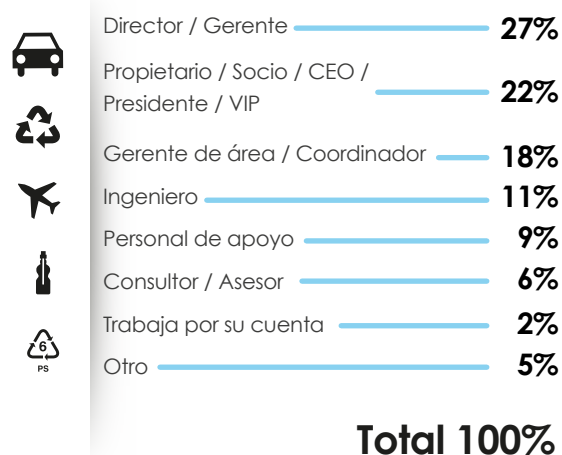 Director / Gerente 27%
Propietario / Socio / CEO /
Presidente / VIP 22%
Gerente de área / Coordinador 18%
Ingeniero 11%
Personal de apoyo 9%
Consultor / Asesor 6%
Trabaja por su cuenta 2%
Otro 5%
6
PS
Total 100%